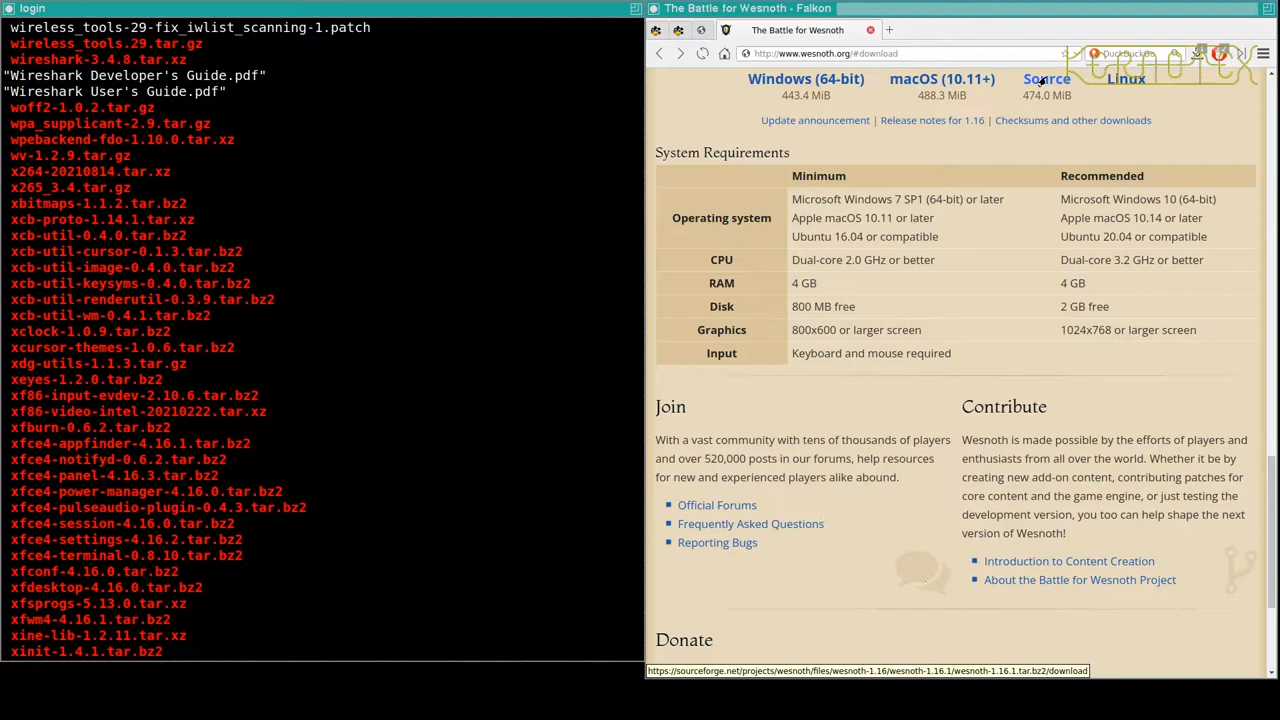 login
wireless_tools-29-fix_iwlist_scanning-1.patch
wireless_tools.29.tar.gz
wireshark-3.4.8.tar.xz
"Wireshark Developer's Guide.pdf"
"Wireshark User's Guide.pdf"
woff2-1.0.2.tar.gz
wpa_supplicant-2.9.tar.gz
wpebackend-fdo-1.10.0.tar.xz
wv-1.2.9.tar.gz
x264-20210814.tar.xz
x265_3.4.tar.gz
xbitmaps-1.1.2.tar.bz2
xcb-proto-1.14.1.tar.xz
xcb-util-0.4.0.tar.bz2
xcb-util-cursor-0.1.3.tar.bz2
xcb-util-image-0.4.0.tar.bz2
xcb-util-keysyms-0.4.0.tar.bz2
xcb-util-renderutil-0.3.9.tar.bz2
xcb-util-wm-0.4.1.tar.bz2
xclock-1.0.9.tar.bz2
xcursor-themes-1.0.6.tar.bz2
xdg-utils-1.1.3.tar.gz
xeyes-1.2.0.tar.bz2
xf86-input-evdev-2.10.6.tar.bz2
xf86-video-intel-20210222.tar.xz
xfburn-0.6.2.tar.bz2
xfce4-appfinder-4.16.1.tar.bz2
xfce4-notifyd-0.6.2.tar.bz2
xfce4-panel-4.16.3.tar.bz2
xfce4-power-manager-4.16.0.tar.bz2
xfce4-pulseaudio-plugin-0.4.3.tar.bz2
xfce4-session-4.16.0.tar.bz2
xfce4-settings-4.16.2.tar.bz2
xfce4-terminal-0.8.10.tar.bz2
xfconf-4.16.0.tar.bz2
xfdesktop-4.16.0.tar.bz2
xfsprogs-5.13.0.tar.xz
xfwm4-4.16.1.tar.bz2
xine-lib-1.2.11.tar.xz
xinit-1.4.1.tar.bz2
The Battle for Wesnoth - Falkon
The Battle for Wesnoth
http://www.wesnoth.org/#download
DuckDuckGo
KERNOTEX
Windows (64-bit) macOS (10.11+) Source Linux
443.4 MiB 488.3 MiB 474.0 MiB
Update announcement | Release notes for 1.16 | Checksums and other downloads
System Requirements
Minimum Recommended
Operating system
Microsoft Windows 7 SP1 (64-bit) or later Microsoft Windows 10 (64-bit)
Apple macOS 10.11 or later Apple macOS 10.14 or later
Ubuntu 16.04 or compatible Ubuntu 20.04 or compatible
CPU Dual-core 2.0 GHz or better Dual-core 3.2 GHz or better
RAM 4 GB 4 GB
Disk 800 MB free 2 GB free
Graphics 800x600 or larger screen 1024x768 or larger screen
Input Keyboard and mouse required
Join
With a vast community with tens of thousands of players
and over 520,000 posts in our forums, help resources
for new and experienced players alike abound.
Official Forums
Frequently Asked Questions
Reporting Bugs
Contribute
Wesnoth is made possible by the efforts of players and
enthusiasts from all over the world. Whether it be by
creating new add-on content, contributing patches for
core content and the game engine, or just testing the
development version, you too can help shape the next
version of Wesnoth!
Introduction to Content Creation
About the Battle for Wesnoth Project
Donate
https://sourceforge.net/projects/wesnoth/files/wesnoth-1.16/wesnoth-1.16.1/wesnoth-1.16.1.tar.bz2/download